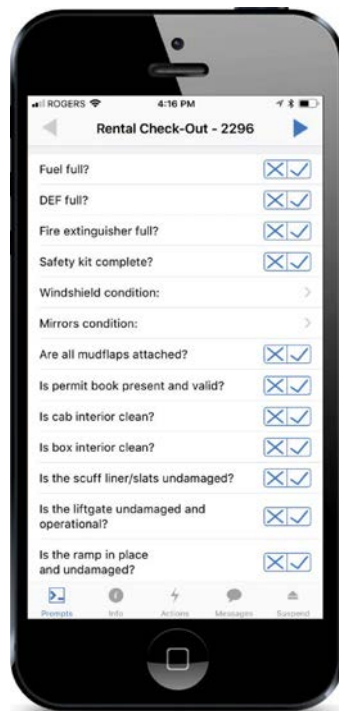 ROGERS 4:16 PM
Rental Check-Out - 2296
Fuel full?
DEF full?
Fire extinguisher full?
Safety kit complete?
Windshield condition:
Mirrors condition:
Are all mudflaps attached?
Is permit book present and valid?
Is cab interior clean?
Is box interior clean?
Is the scuff liner/slats undamaged?
Is the liftgate undamaged and
operational?
Is the ramp in place
and undamaged?
Prompts Info Actions Messages Suspend